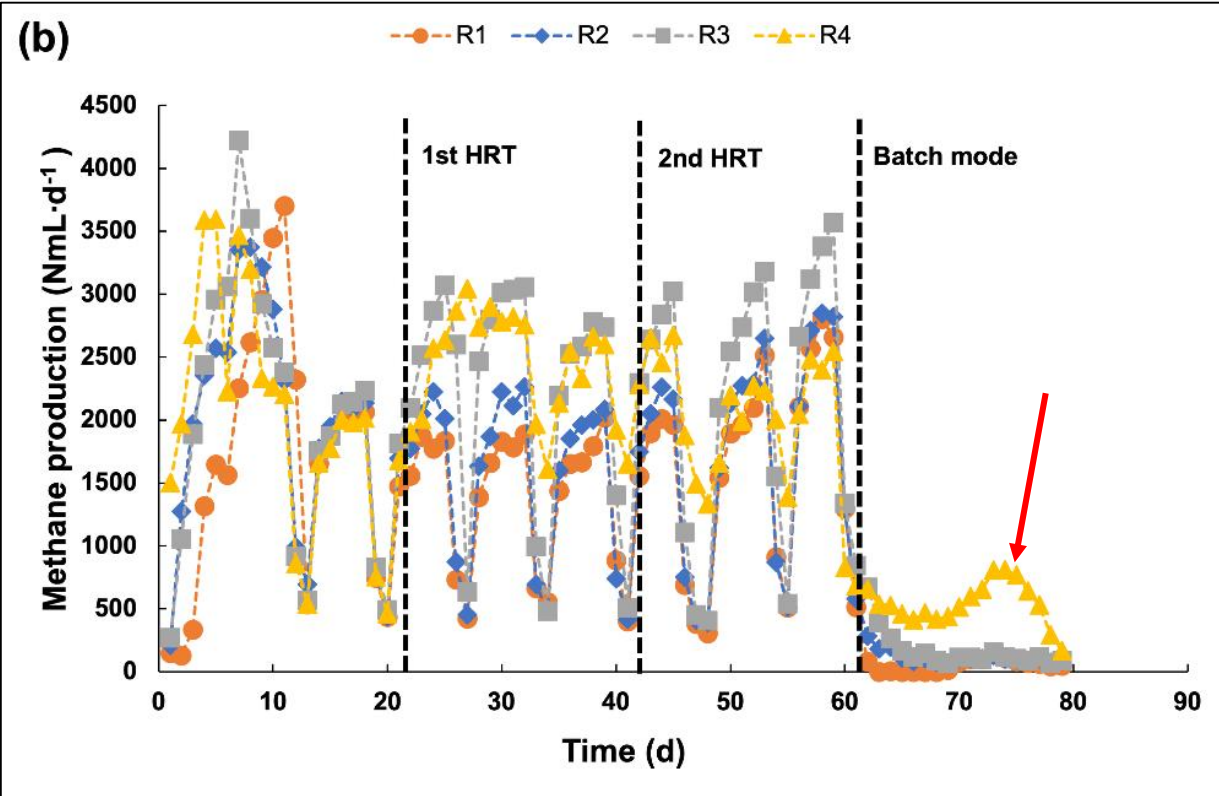 (b)
R1 R2 R3 R4
Methane production (NmL·d⁻¹)
4500
4000
3500
3000
2500
2000
1500
1000
500
0
1st HRT
2nd HRT
Batch mode
0 10 20 30 40 50 60 70 80 90
Time (d)